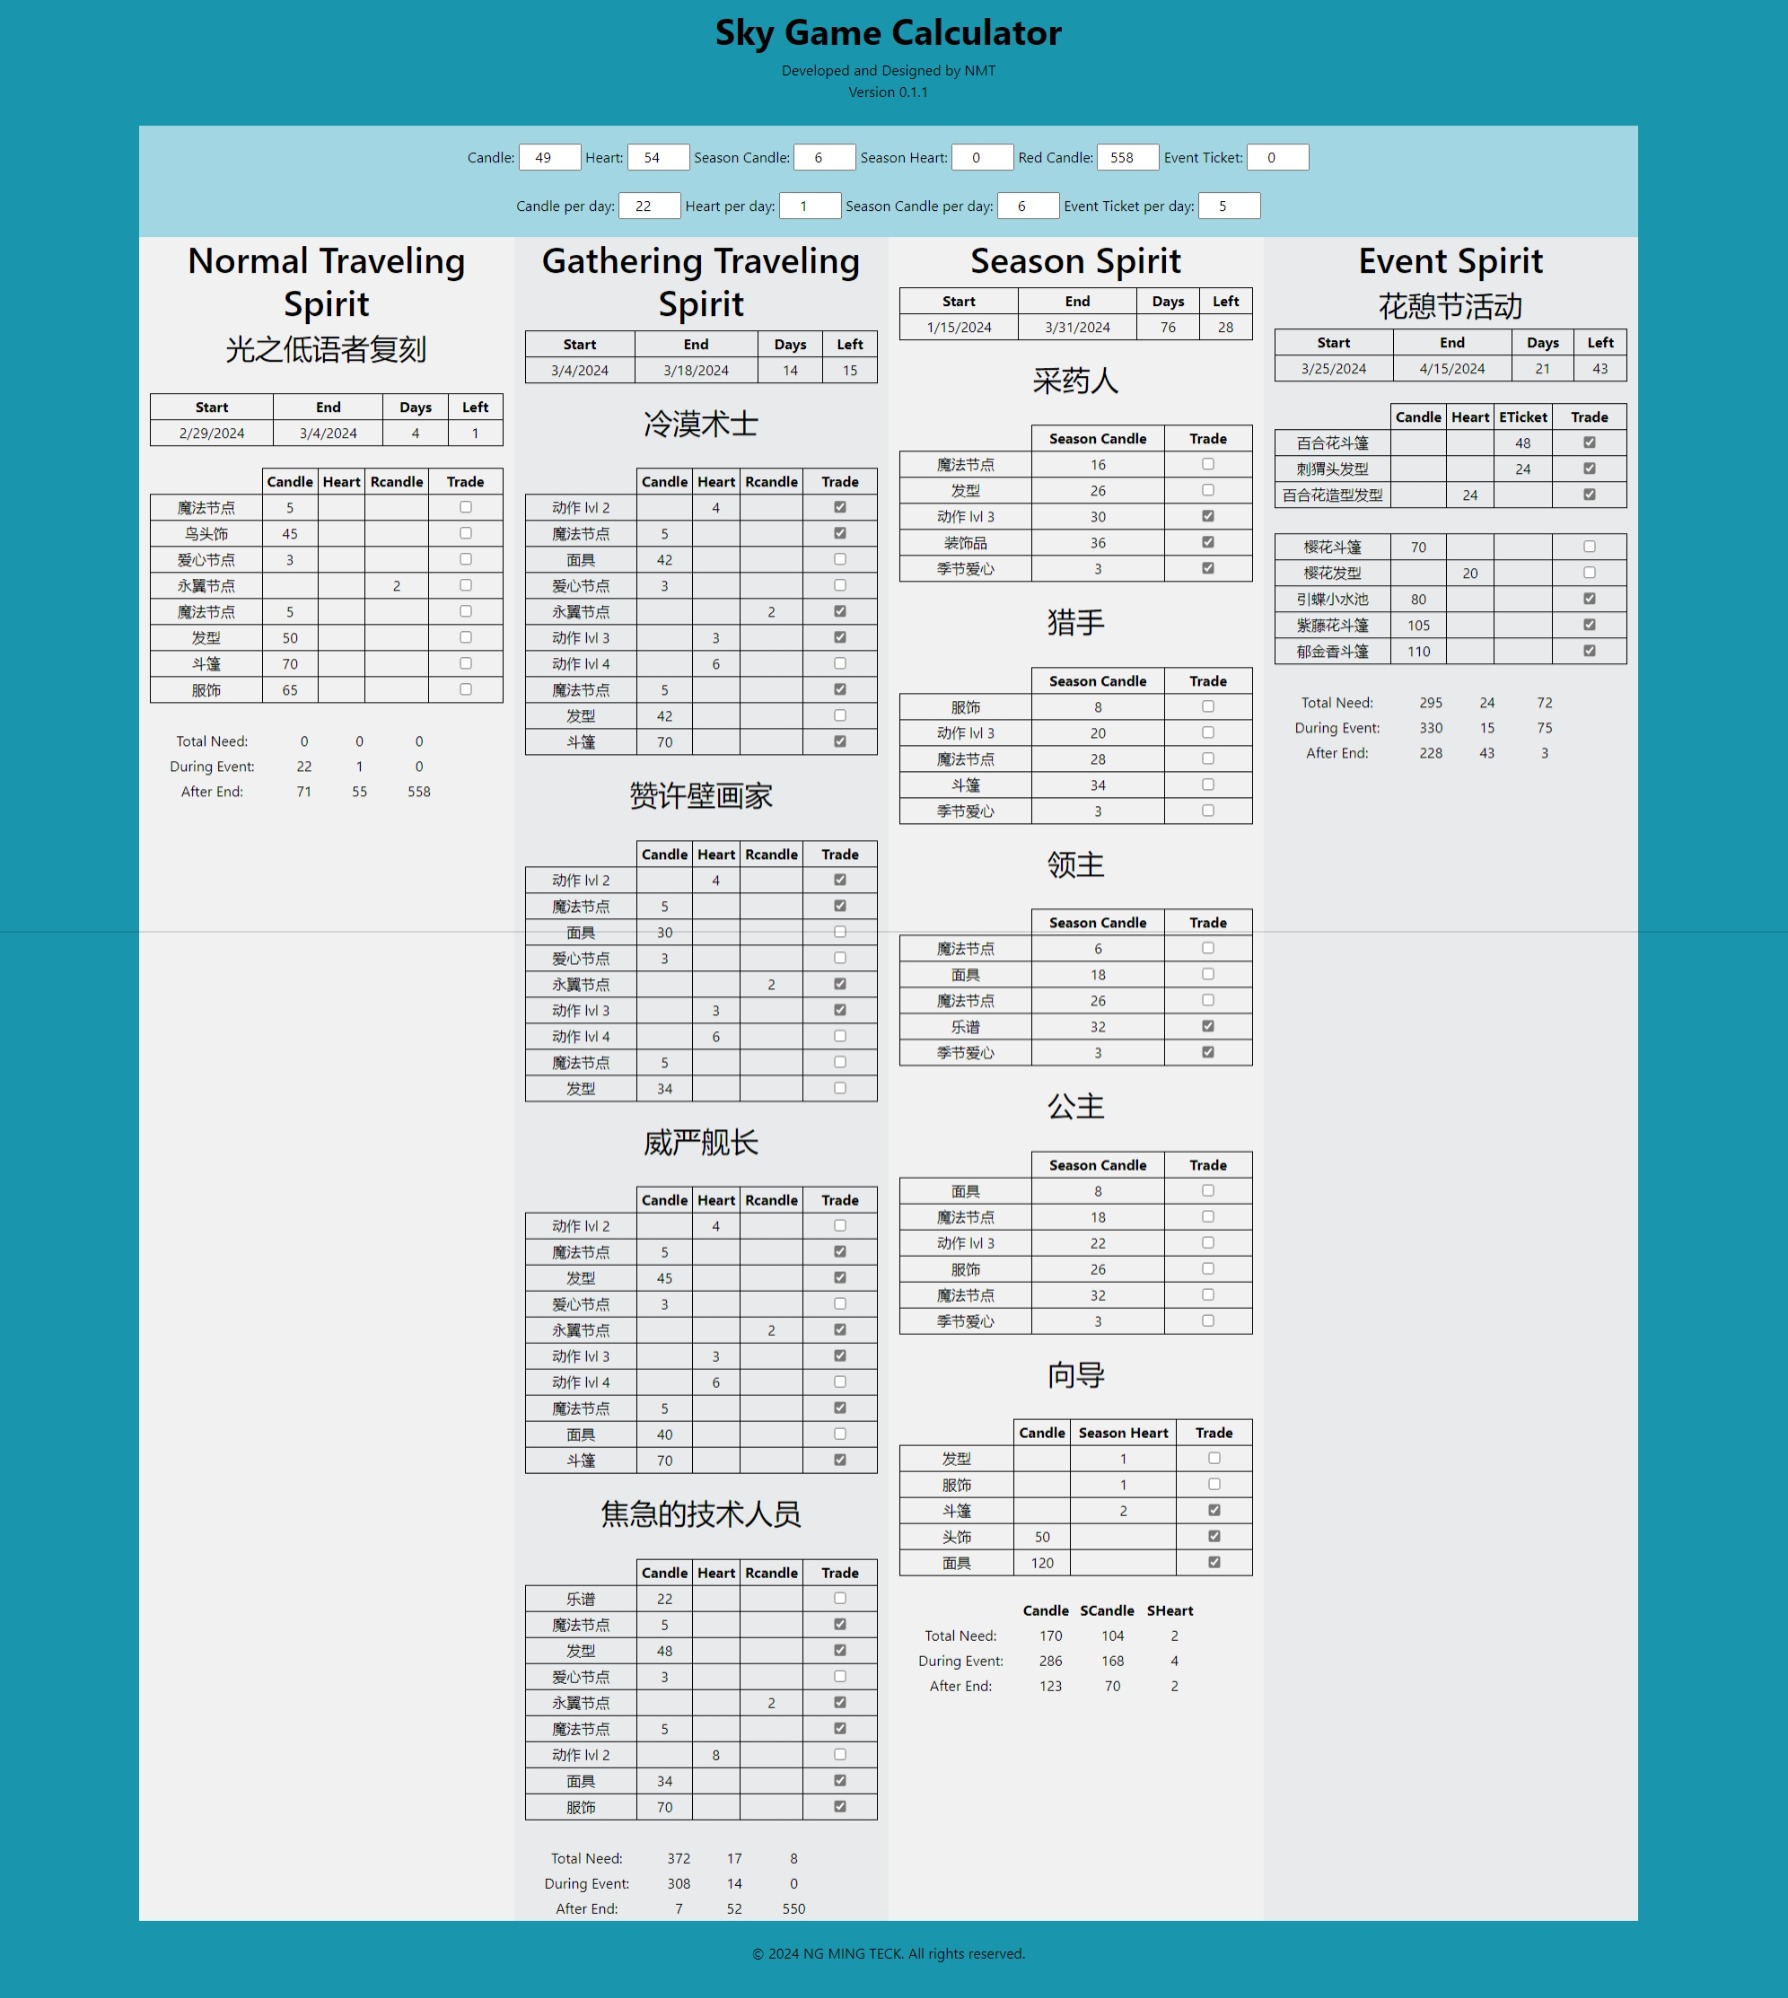 Sky Game Calculator
Developed and Designed by NMT
Version 0.1.1
Candle: 49 Heart: 54 Season Candle: 6 Season Heart: 0 Red Candle: 558 Event Ticket: 0
Candle per day: 22 Heart per day: 1 Season Candle per day: 6 Event Ticket per day: 5
Normal Traveling
Spirit
光之低语者复刻
Start End Days Left
2/29/2024 3/4/2024 4 1
Candle Heart Rcandle Trade
魔法节点 5
鸟头饰 45
爱心节点 3
永翼节点 2
魔法节点 5
发型 50
斗篷 70
服饰 65
Total Need: 0 0 0
During Event: 22 1 0
After End: 71 55 558
Gathering Traveling
Spirit
Start End Days Left
3/4/2024 3/18/2024 14 15
冷漠术士
Candle Heart Rcandle Trade
动作 lvl 2 4
魔法节点 5
面具 42
爱心节点 3
永翼节点 2
动作 lvl 3 3
动作 lvl 4 6
魔法节点 5
发型 42
斗篷 70
赞许壁画家
Candle Heart Rcandle Trade
动作 lvl 2 4
魔法节点 5
面具 30
爱心节点 3
永翼节点 2
动作 lvl 3 3
动作 lvl 4 6
魔法节点 5
发型 34
威严舰长
Candle Heart Rcandle Trade
动作 lvl 2 4
魔法节点 5
发型 45
爱心节点 3
永翼节点 2
动作 lvl 3 3
动作 lvl 4 6
魔法节点 5
面具 40
斗篷 70
焦急的技术人员
Candle Heart Rcandle Trade
乐谱 22
魔法节点 5
发型 48
爱心节点 3
永翼节点 2
魔法节点 5
动作 lvl 2 8
面具 34
服饰 70
Total Need: 372 17 8
During Event: 308 14 0
After End: 7 52 550
Season Spirit
Start End Days Left
1/15/2024 3/31/2024 76 28
采药人
Season Candle Trade
魔法节点 16
发型 26
动作 lvl 3 30
装饰品 36
季节爱心 3
猎手
Season Candle Trade
服饰 8
动作 lvl 3 20
魔法节点 28
斗篷 34
季节爱心 3
领主
Season Candle Trade
魔法节点 6
面具 18
魔法节点 26
乐谱 32
季节爱心 3
公主
Season Candle Trade
面具 8
魔法节点 18
动作 lvl 3 22
服饰 26
魔法节点 32
季节爱心 3
向导
Candle Season Heart Trade
发型 1
服饰 1
斗篷 2
头饰 50
面具 120
Candle SCandle SHeart
Total Need: 170 104 2
During Event: 286 168 4
After End: 123 70 2
Event Spirit
花憩节活动
Start End Days Left
3/25/2024 4/15/2024 21 43
Candle Heart ETicket Trade
百合花斗篷 48
刺猬头发型 24
百合花造型发型 24
樱花斗篷 70
樱花发型 20
引蝶小水池 80
紫藤花斗篷 105
郁金香斗篷 110
Total Need: 295 24 72
During Event: 330 15 75
After End: 228 43 3
© 2024 NG MING TECK. All rights reserved.